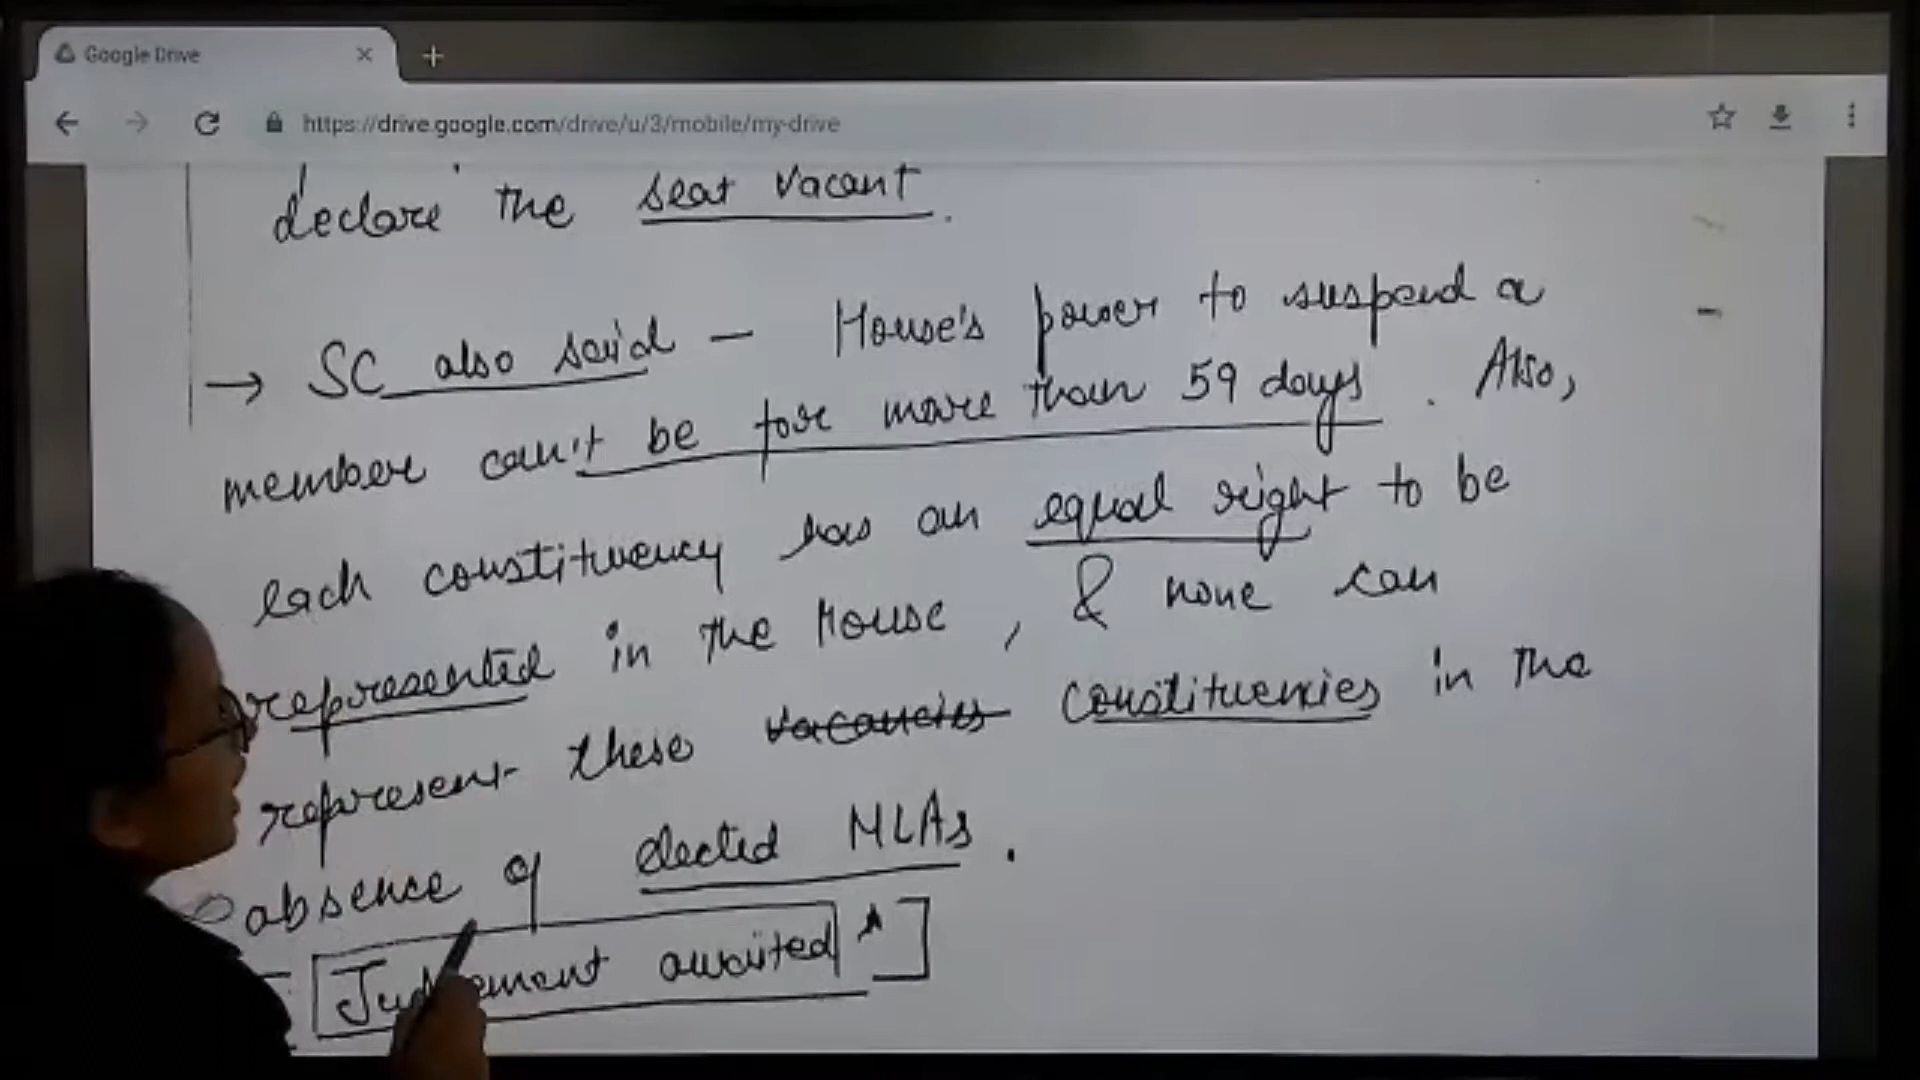 Google Drive
https://drive.google.com/drive/u/3/mobile/my-drive
declare the seat vacant.
→ SC also said – House's power to suspend a
member can't be for more than 59 days. Also,
each constituency has an equal right to be
represented in the House, & none can
represent these vacancies constituencies in the
absence of elected MLAs.
[Judgement awaited*]